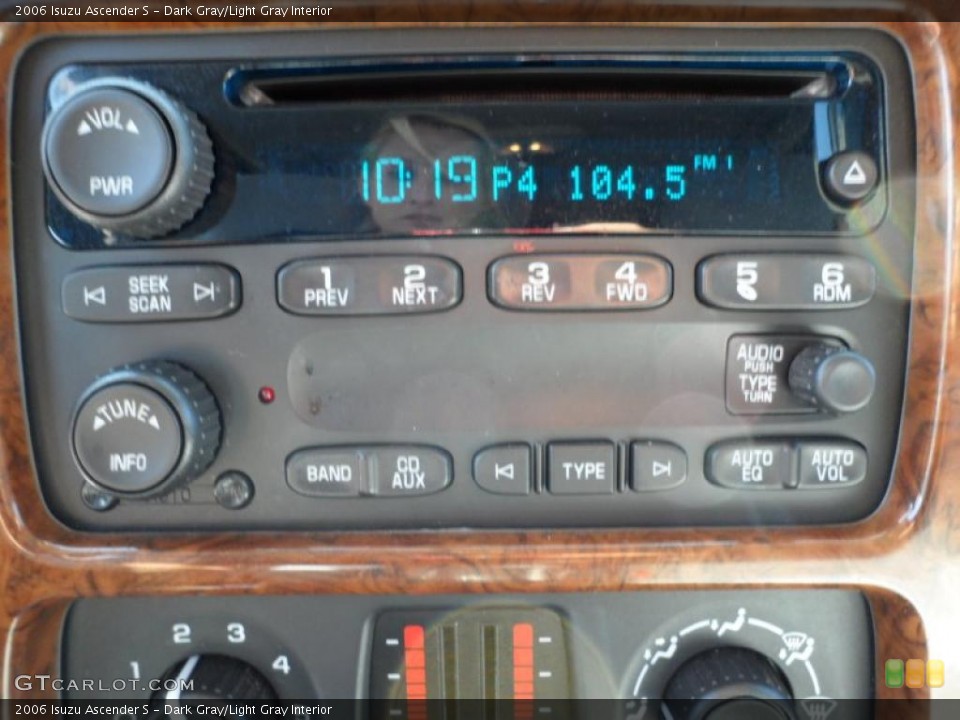 2006 Isuzu Ascender S - Dark Gray/Light Gray Interior
VOL
PWR
10:19 P4 104.5 FM 1
SEEK
SCAN
1
PREV
2
NEXT
3
REV
4
FWD
5
6
RDM
AUDIO
PUSH
TYPE
TURN
TUNE
INFO
BAND
CD
AUX
TYPE
AUTO
EQ
AUTO
VOL
1 2 3 4
GTCARLOT.COM
2006 Isuzu Ascender S - Dark Gray/Light Gray Interior